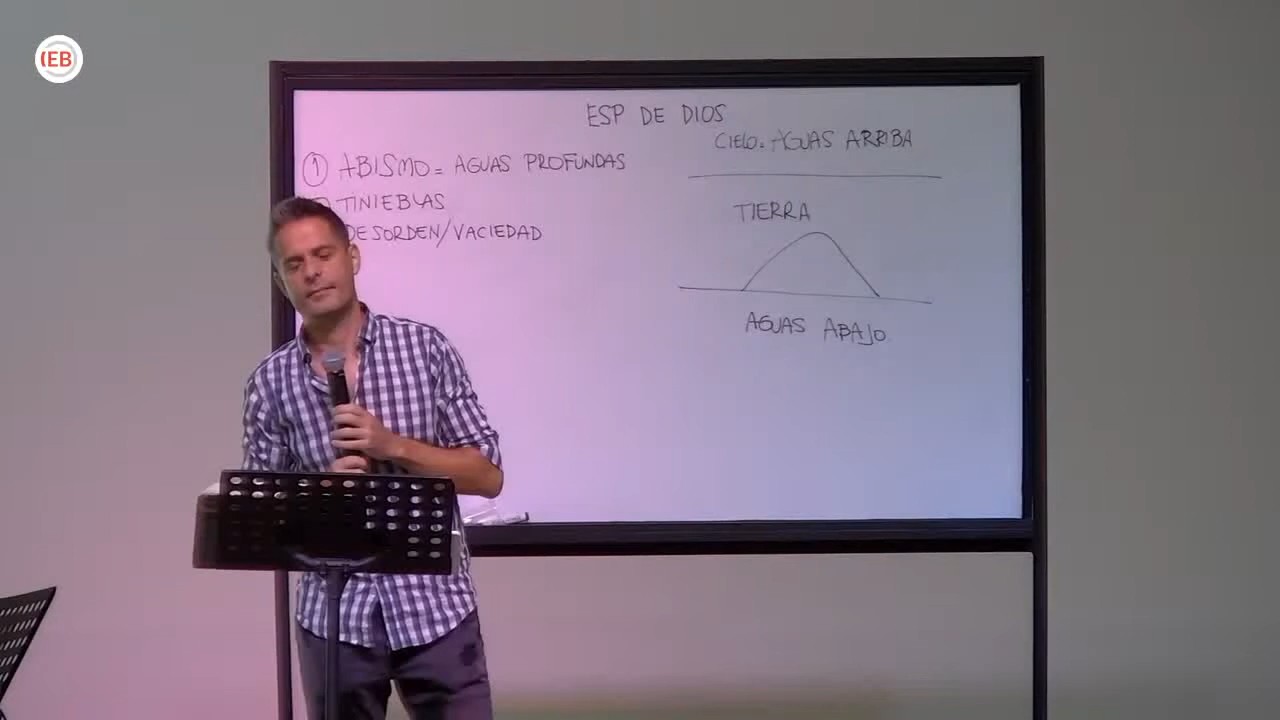 IEB
ESP DE DIOS
① ABISMO = AGUAS PROFUNDAS
TINIEBLAS
DESORDEN/VACIEDAD
CIELO = AGUAS ARRIBA
TIERRA
AGUAS ABAJO